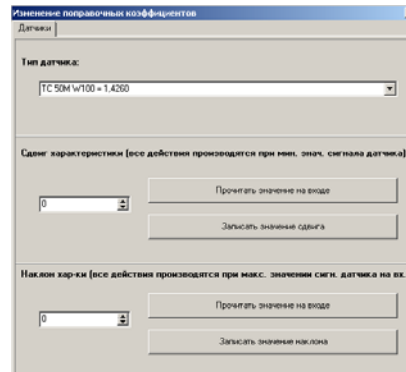 Изменение поправочных коэффициентов
Датчики
Тип датчика:
ТС 50М W100 = 1,4260
Сдвиг характеристики (все действия производятся при мин. знач. сигнала датчика)
Прочитать значение на входе
0
Записать значение сдвига
Наклон хар-ки (все действия производятся при макс. значении сигн. датчика на вх.
Прочитать значение на входе
0
Записать значение наклона